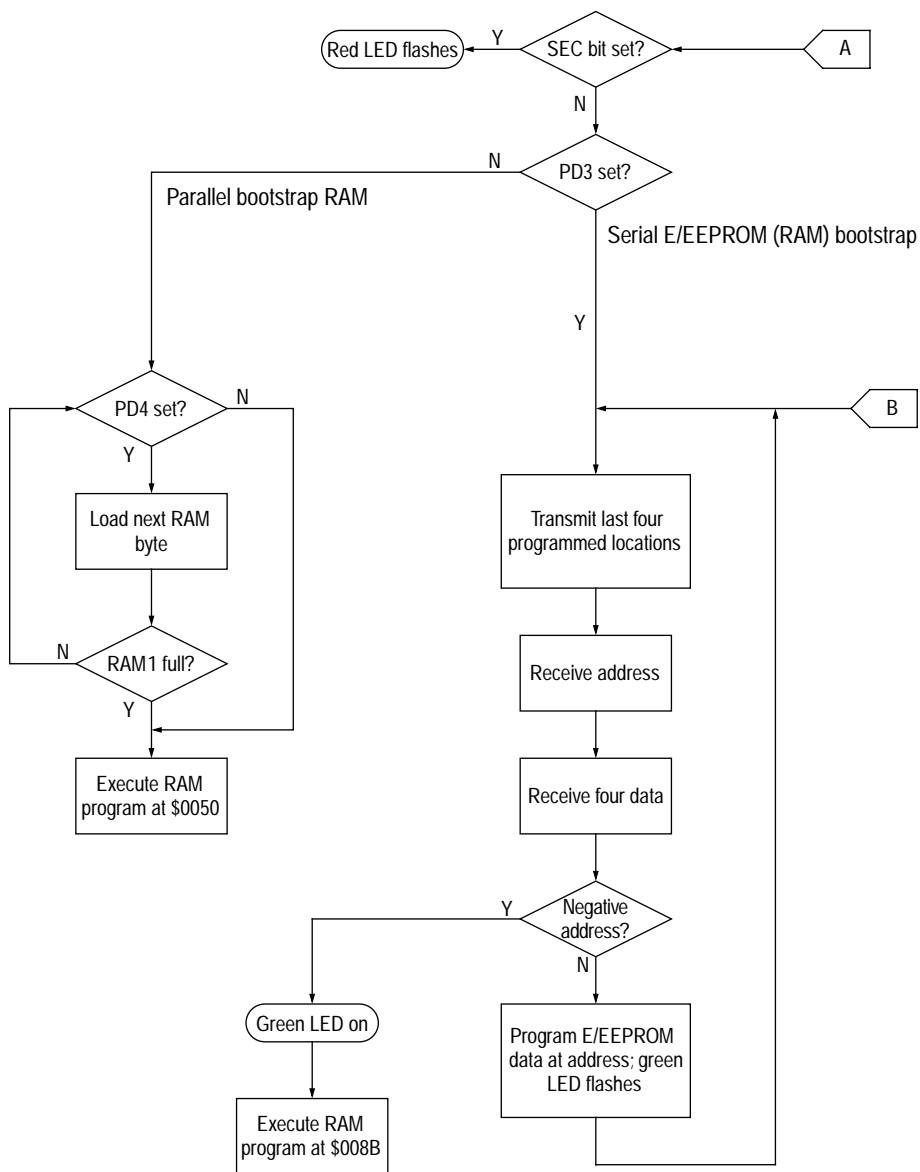 Red LED flashes
Y
SEC bit set?
A
N
N
PD3 set?
Parallel bootstrap RAM
Serial E/EEPROM (RAM) bootstrap
Y
PD4 set?
N
B
Y
Load next RAM
byte
Transmit last four
programmed locations
N
RAM1 full?
Receive address
Y
Execute RAM
program at $0050
Receive four data
Y
Negative
address?
N
Green LED on
Program E/EEPROM
data at address; green
LED flashes
Execute RAM
program at $008B